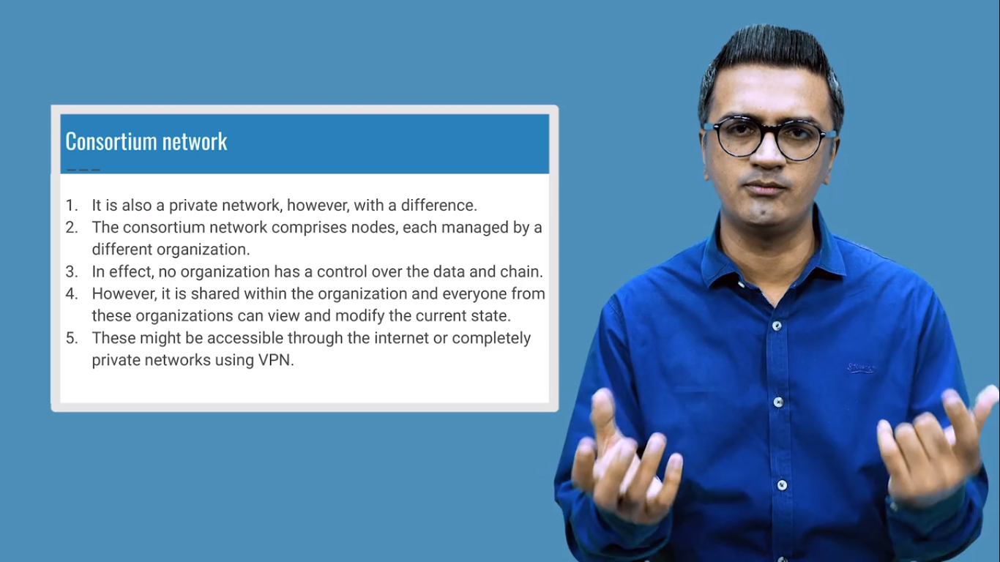 Consortium network
1. It is also a private network, however, with a difference.
2. The consortium network comprises nodes, each managed by a
different organization.
3. In effect, no organization has a control over the data and chain.
4. However, it is shared within the organization and everyone from
these organizations can view and modify the current state.
5. These might be accessible through the internet or completely
private networks using VPN.